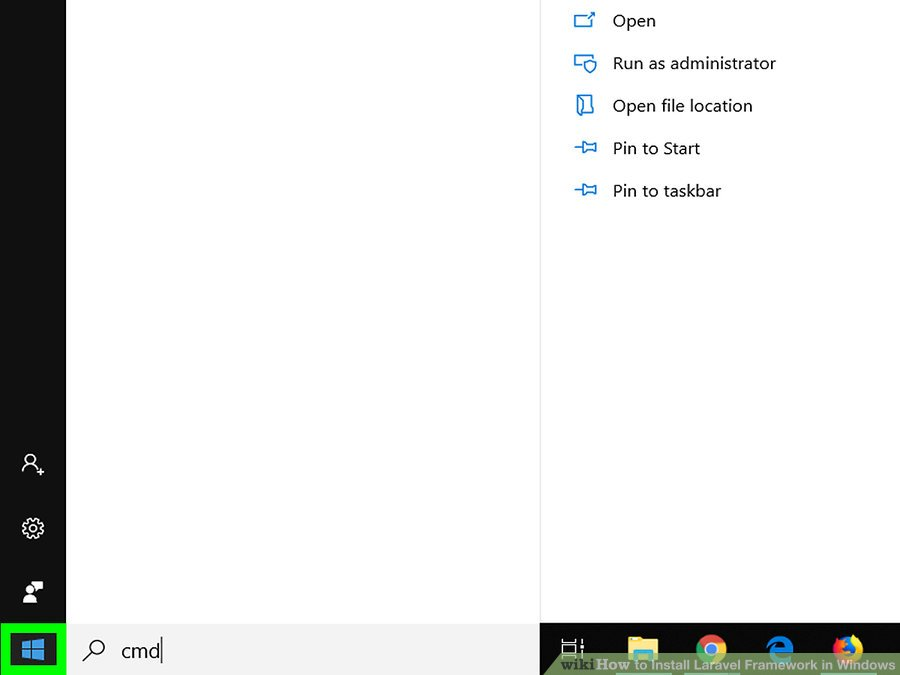 Open
Run as administrator
Open file location
Pin to Start
Pin to taskbar
cmd
wikiHow to Install Laravel Framework in Windows